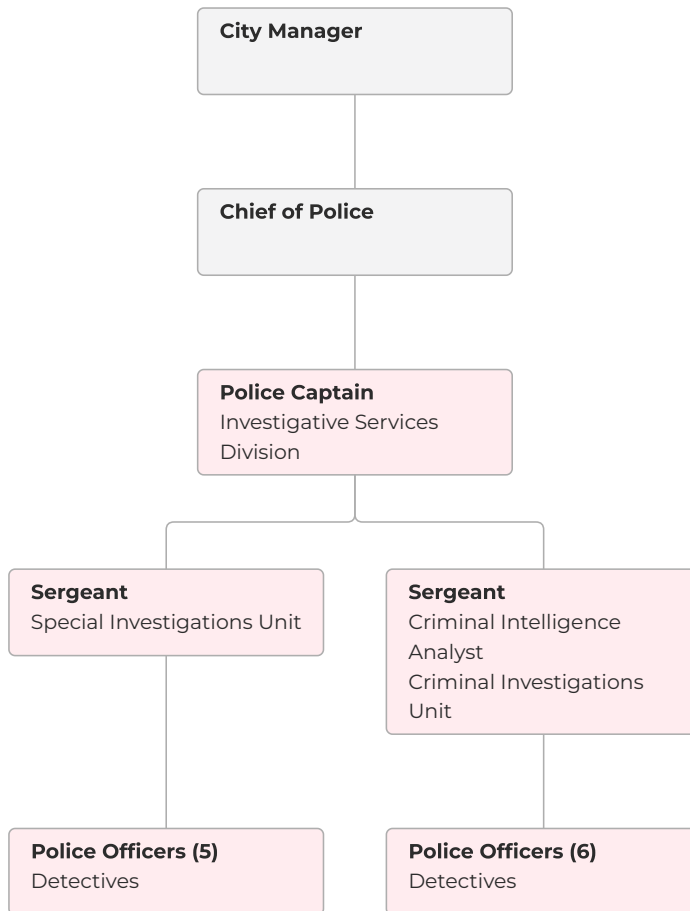 City Manager
Chief of Police
Police Captain
Investigative Services
Division
Sergeant
Special Investigations Unit
Sergeant
Criminal Intelligence
Analyst
Criminal Investigations
Unit
Police Officers (5)
Detectives
Police Officers (6)
Detectives